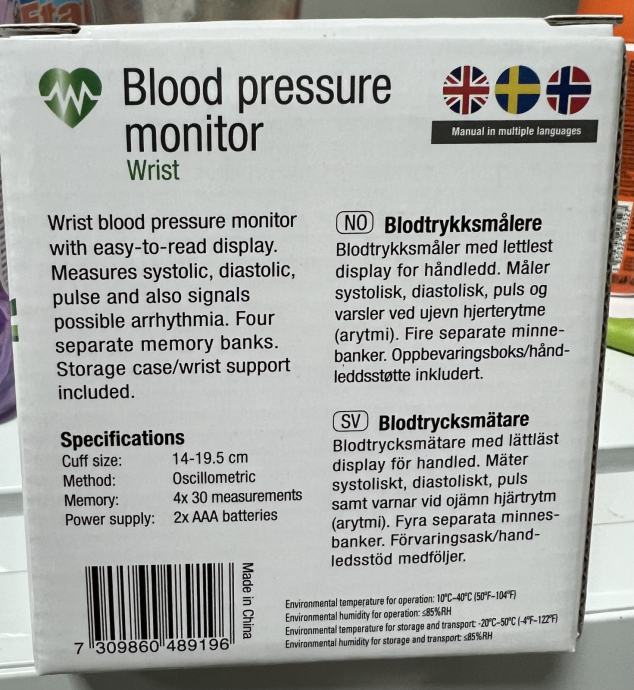 Blood pressure
monitor
Wrist
Manual in multiple languages
Wrist blood pressure monitor
with easy-to-read display.
Measures systolic, diastolic,
pulse and also signals
possible arrhythmia. Four
separate memory banks.
Storage case/wrist support
included.
Specifications
Cuff size: 14-19.5 cm
Method: Oscillometric
Memory: 4x 30 measurements
Power supply: 2x AAA batteries
NO Blodtrykksmålere
Blodtrykksmåler med lettlest
display for håndledd. Måler
systolisk, diastolisk, puls og
varsler ved ujevn hjerterytme
(arytmi). Fire separate minne-
banker. Oppbevaringsboks/hånd-
leddsstøtte inkludert.
SV Blodtrycksmätare
Blodtrycksmätare med lättläst
display för handled. Mäter
systoliskt, diastoliskt, puls
samt varnar vid ojämn hjärtrytm
(arytmi). Fyra separata minnes-
banker. Förvaringsask/hand-
ledsstöd medföljer.
Made in China
7 309860 489196
Environmental temperature for operation: 10°C~40°C (50°F~104°F)
Environmental humidity for operation: ≤85%RH
Environmental temperature for storage and transport: -20°C~50°C (-4°F~122°F)
Environmental humidity for storage and transport: ≤85%RH